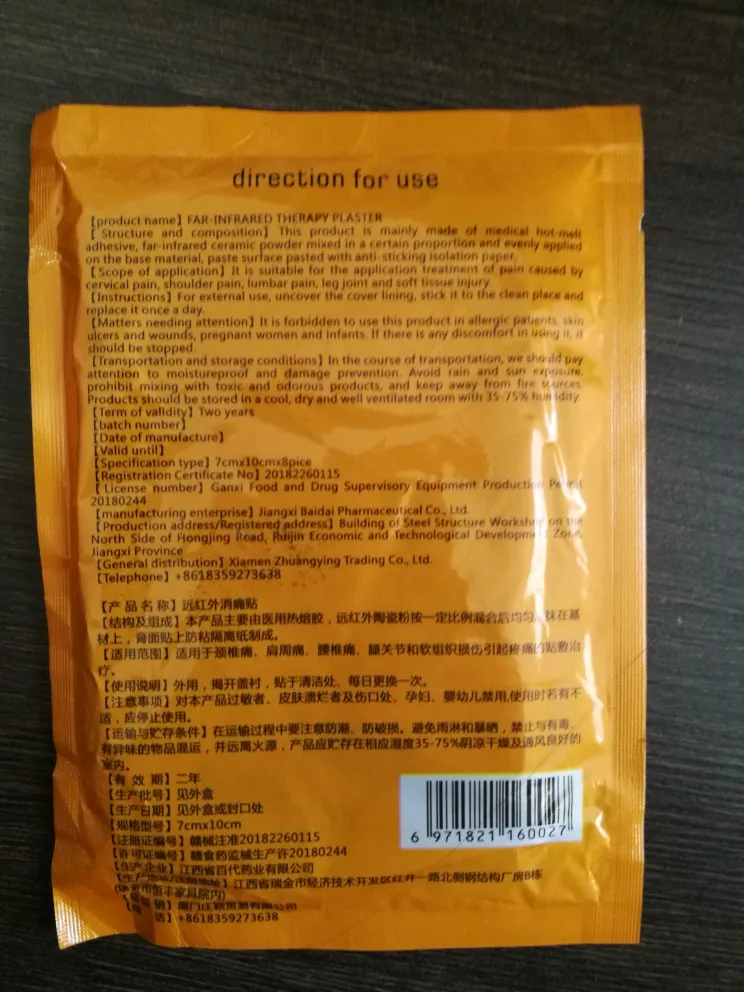 direction for use
【product name】FAR-INFRARED THERAPY PLASTER
【Structure and composition】This product is mainly made of medical hot-melt
adhesive, far-infrared ceramic powder mixed in a certain proportion and evenly applied
on the base material, paste surface pasted with anti-sticking isolation paper.
【Scope of application】It is suitable for the application treatment of pain caused by
cervical pain, shoulder pain, lumbar pain, leg joint and soft tissue injury.
【Instructions】For external use, uncover the cover lining, stick it to the clean place and
replace it once a day.
【Matters needing attention】It is forbidden to use this product in allergic patients, skin
ulcers and wounds, pregnant women and infants. If there is any discomfort in using it, it
should be stopped.
【Transportation and storage conditions】In the course of transportation, we should pay
attention to moistureproof and damage prevention. Avoid rain and sun exposure,
prohibit mixing with toxic and odorous products, and keep away from fire sources.
Products should be stored in a cool, dry and well ventilated room with 35-75% humidity.
【Term of validity】Two years
【batch number】
【Date of manufacture】
【Valid until】
【Specification type】7cmx10cmx8pice
【Registration Certificate No】20182260115
【License number】Ganxi Food and Drug Supervisory Equipment Production Permit
20180244
【manufacturing enterprise】Jiangxi Baidai Pharmaceutical Co., Ltd.
【Production address/Registered address】Building of Steel Structure Workshop on the
North Side of Hongjing Road, Ruijin Economic and Technological Development Zone,
Jiangxi Province
【General distribution】Xiamen Zhuangying Trading Co., Ltd.
【Telephone】+8618359273638
【产品名称】远红外消痛贴
【结构及组成】本产品主要由医用热熔胶，远红外陶瓷粉按一定比例混合后均匀涂抹在基
材上，膏面贴上防粘隔离纸制成。
【适用范围】适用于颈椎痛、肩周痛、腰椎痛、腿关节和软组织损伤引起疼痛的贴敷治
疗。
【使用说明】外用，揭开盖衬，贴于清洁处、每日更换一次。
【注意事项】对本产品过敏者、皮肤溃烂者及伤口处、孕妇、婴幼儿禁用,使用时若有不
适，应停止使用。
【运输与贮存条件】在运输过程中要注意防潮、防破损。避免雨淋和暴晒，禁止与有毒、
有异味的物品混运，并远离火源，产品应贮存在相应湿度35-75%阴凉干燥及通风良好的
室内。
【有 效 期】二年
【生产批号】见外盒
【生产日期】见外盒或封口处
【规格型号】7cmx10cm
【注册证编号】赣械注准20182260115
【许可证编号】赣食药监械生产许20180244
【生产企业】江西省百代药业有限公司
【生产地址/注册地址】江西省瑞金市经济技术开发区红井一路北侧钢结构厂房B栋
家具院内)
厦门庄颖贸易有限公司
话】+8618359273638
6 971821 160027